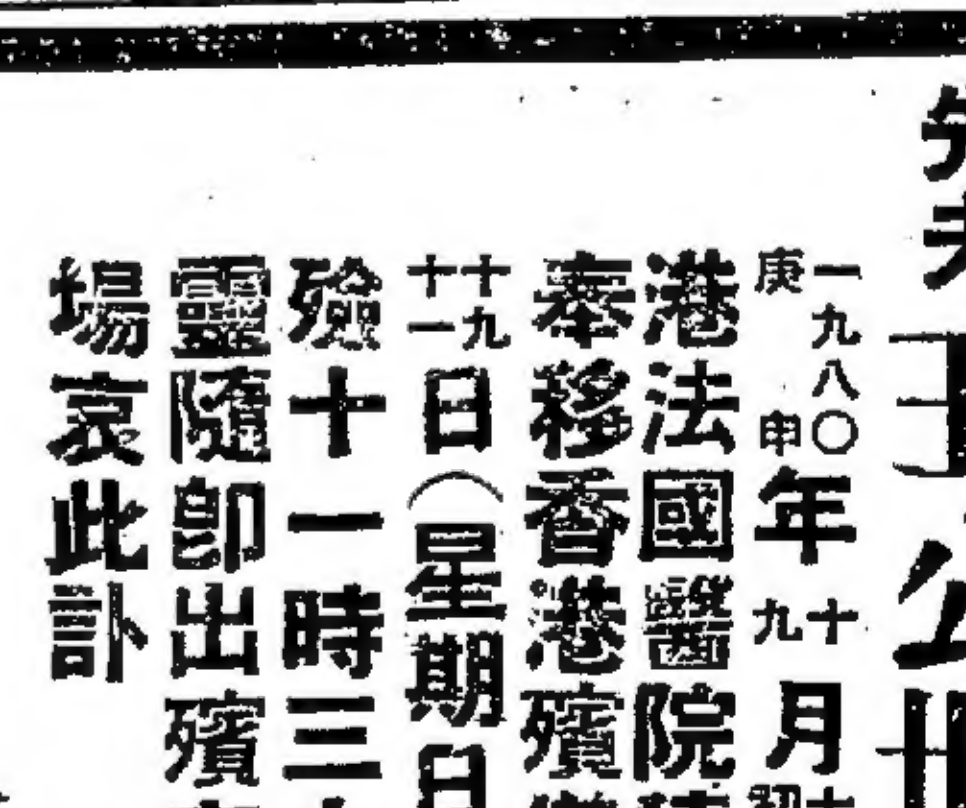 一九八〇庚申年十九月
港法國醫院
奉移香港殯
十九十一日（星期日
殮十一時三
靈隨卽出殯
場哀此訃